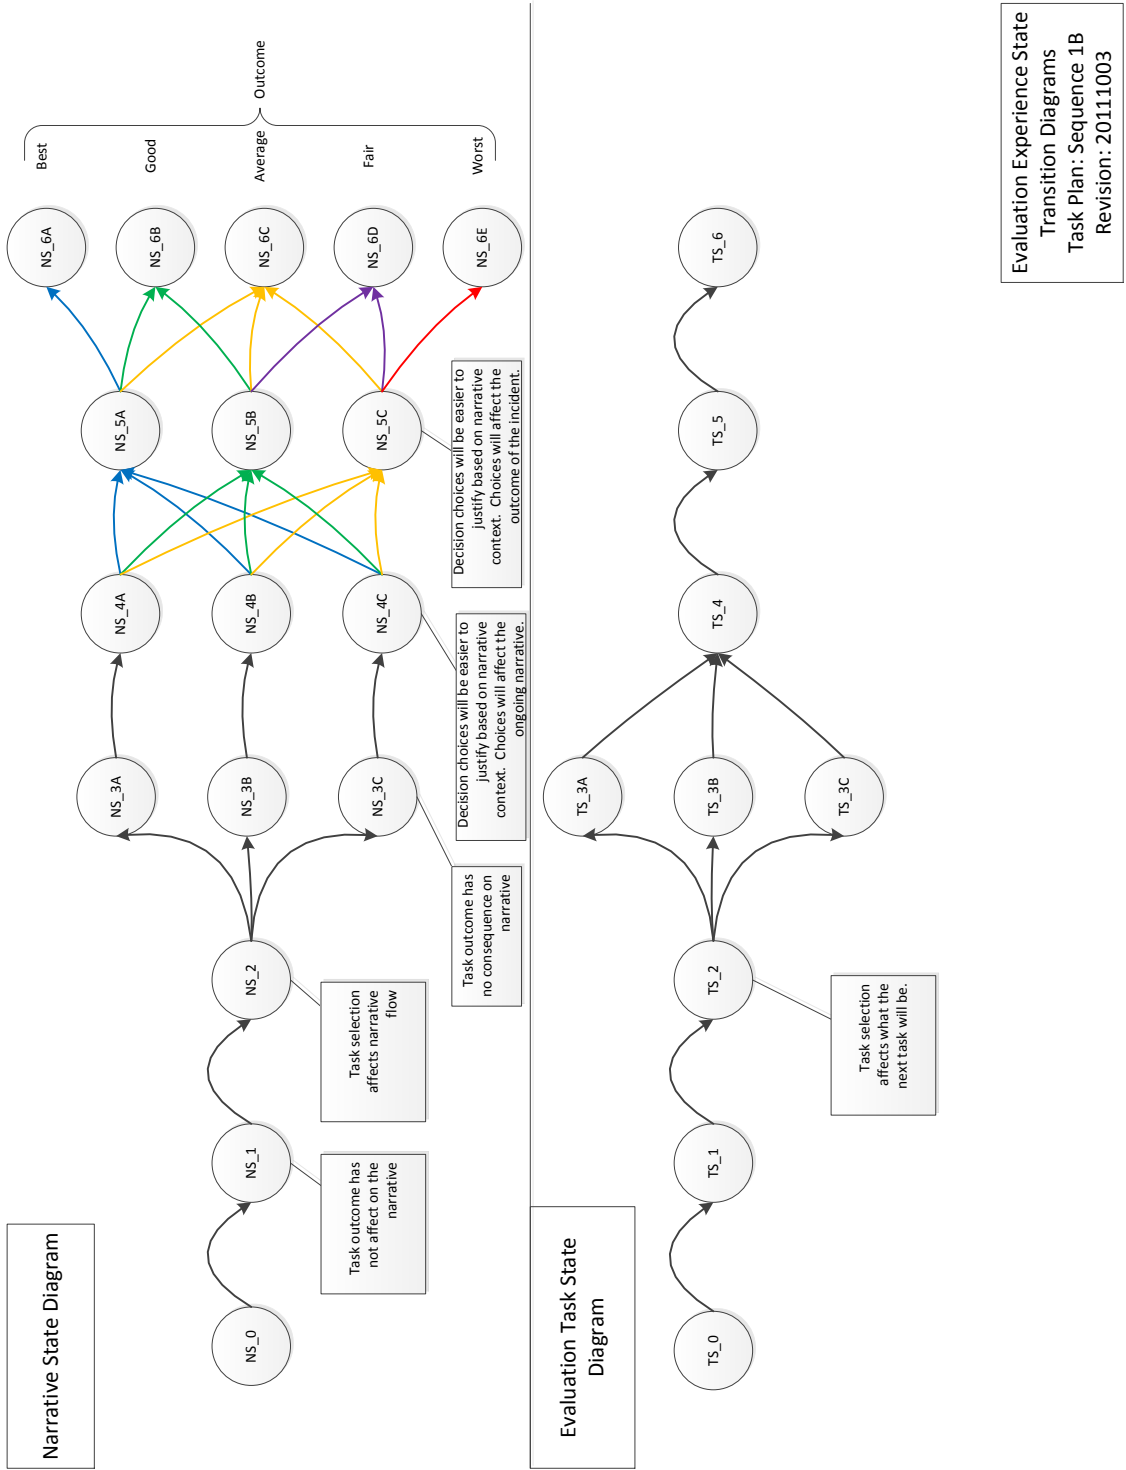 Narrative State Diagram
NS_0
NS_1
NS_2
NS_3A
NS_3B
NS_3C
NS_4A
NS_4B
NS_4C
NS_5A
NS_5B
NS_5C
NS_6A
NS_6B
NS_6C
NS_6D
NS_6E
Best
Good
Average
Fair
Worst
Outcome
Task outcome has
not affect on the
narrative
Task selection
affects narrative
flow
Task outcome has
no consequence on
narrative
Decision choices will be easier to
justify based on narrative
context. Choices will affect the
ongoing narrative.
Decision choices will be easier to
justify based on narrative
context. Choices will affect the
outcome of the incident.
Evaluation Task State
Diagram
TS_0
TS_1
TS_2
TS_3A
TS_3B
TS_3C
TS_4
TS_5
TS_6
Task selection
affects what the
next task will be.
Evaluation Experience State
Transition Diagrams
Task Plan: Sequence 1B
Revision: 20111003